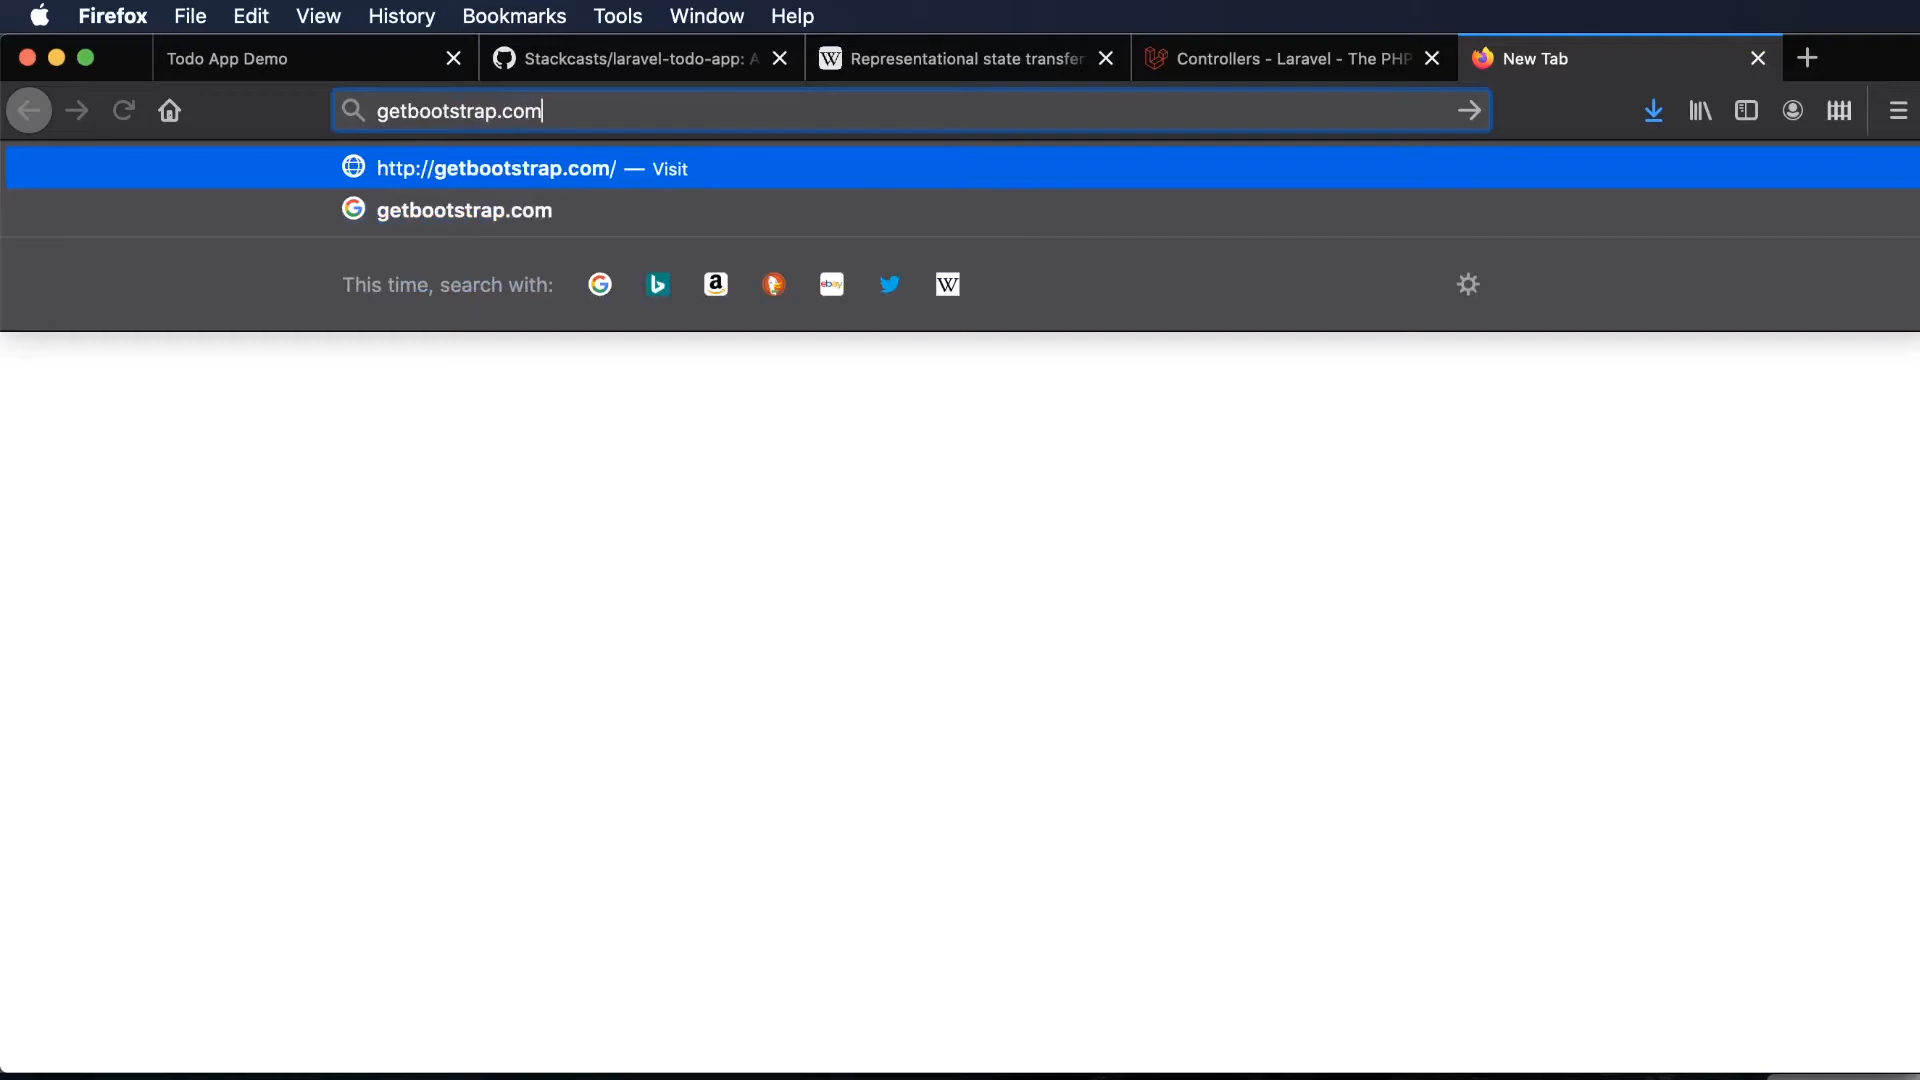 Firefox File Edit View History Bookmarks Tools Window Help
Todo App Demo Stackcasts/laravel-todo-app: A Representational state transfer Controllers - Laravel - The PHP New Tab
getbootstrap.com
http://getbootstrap.com/ — Visit
getbootstrap.com
This time, search with: ebay